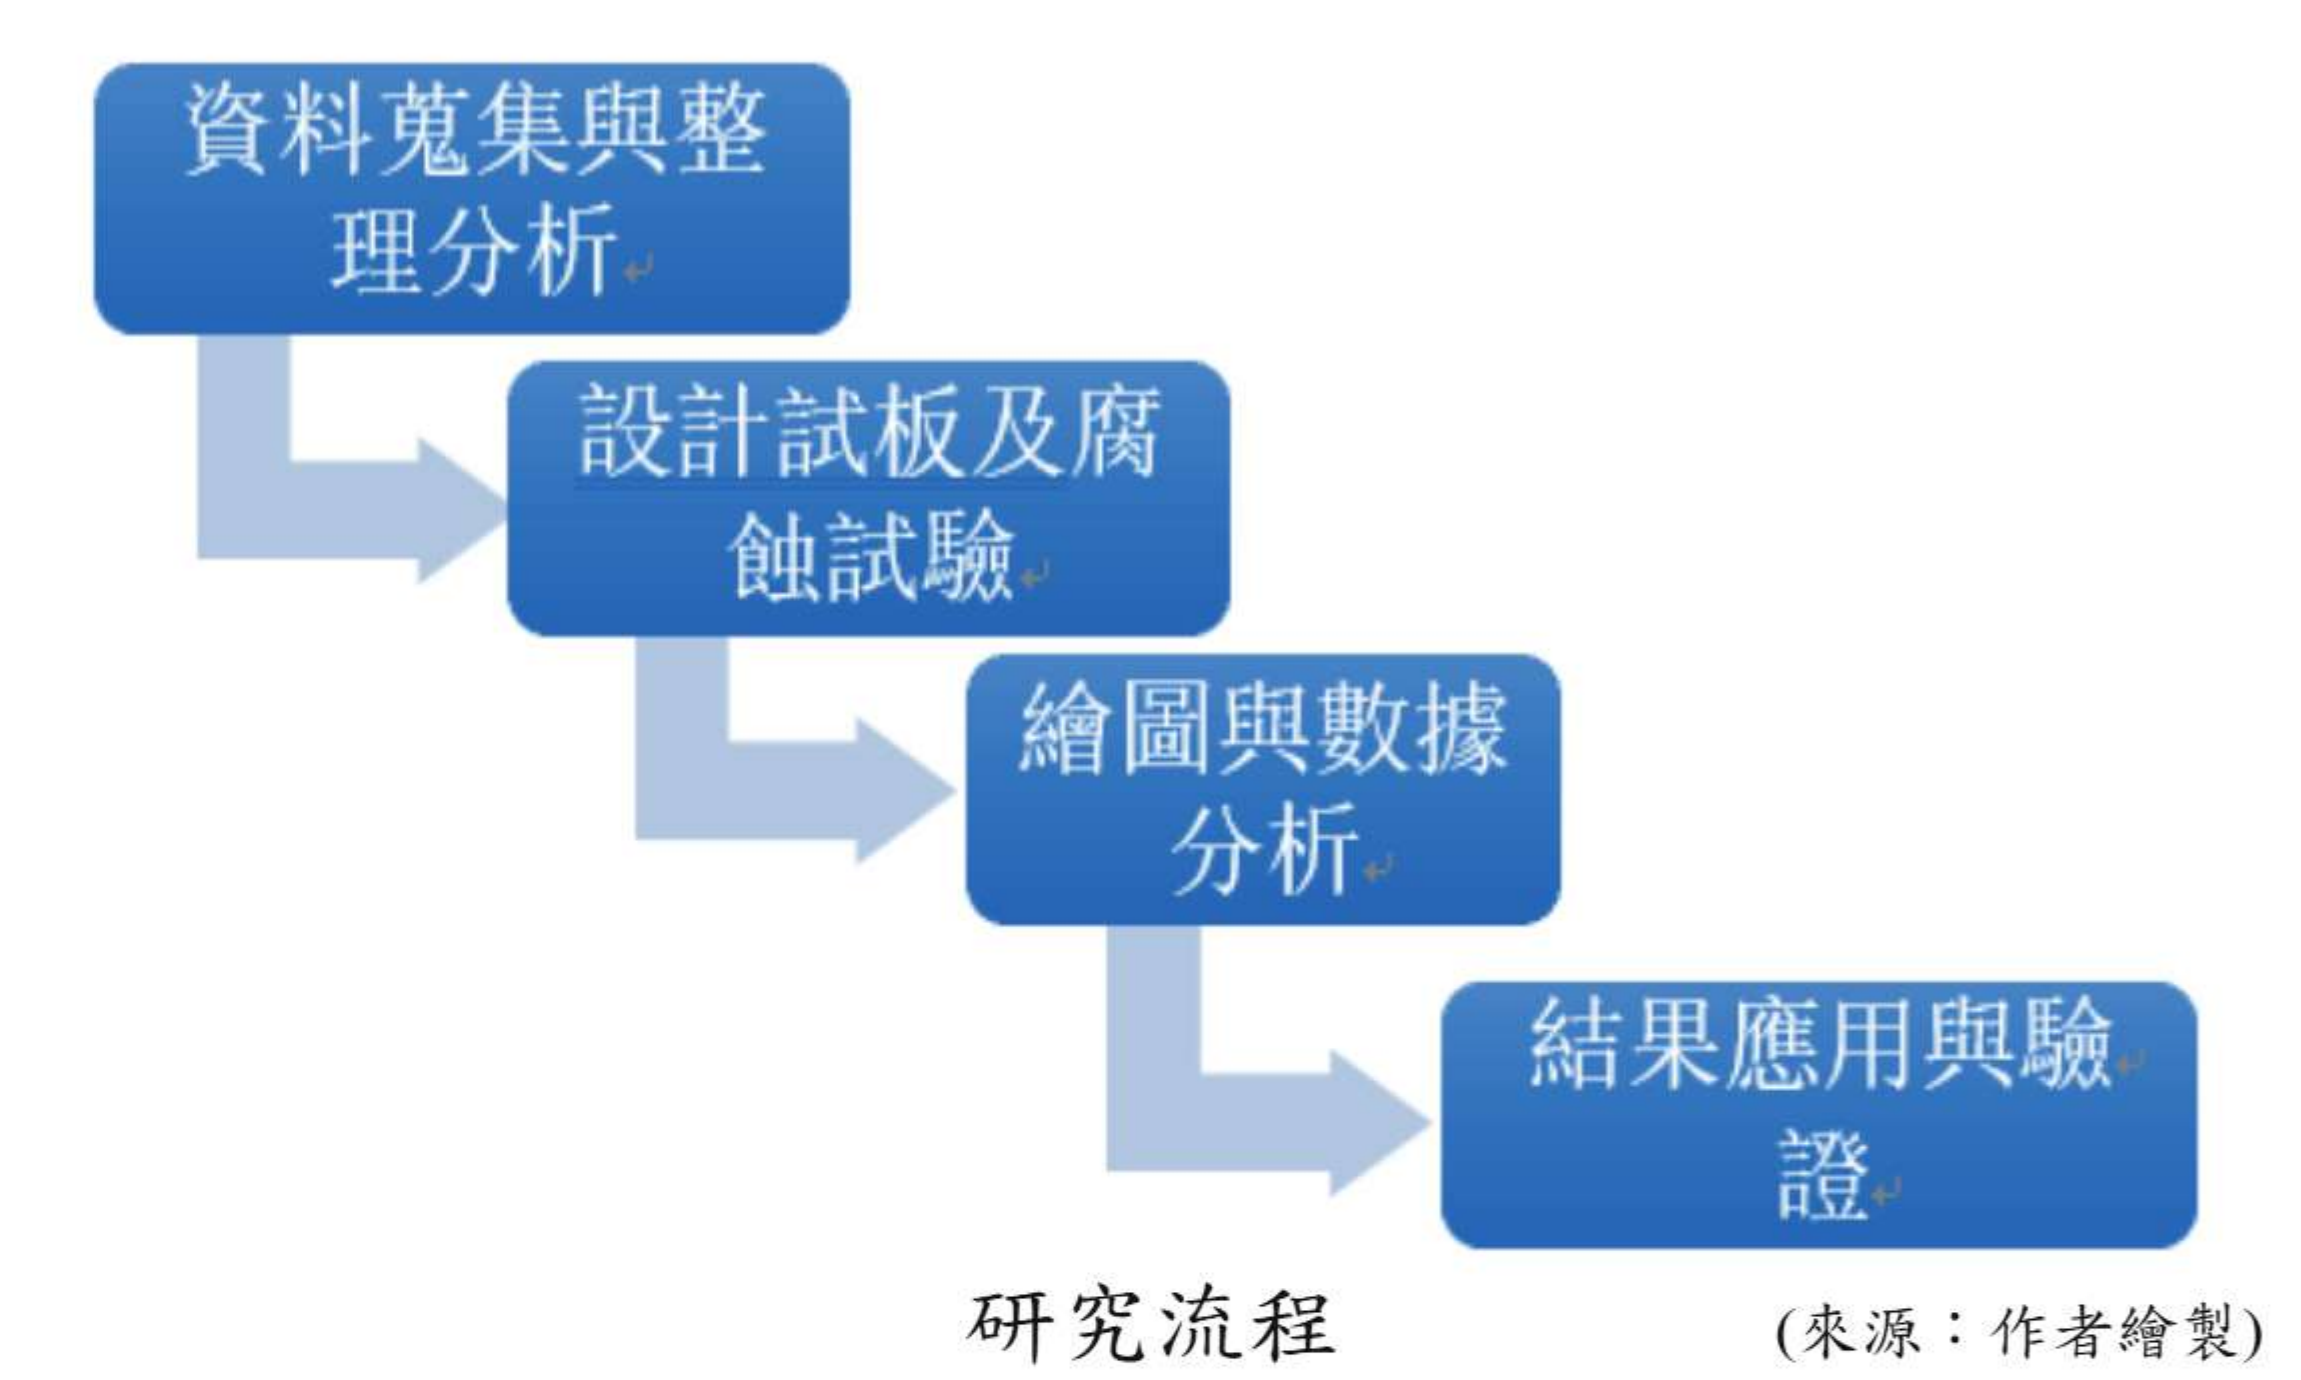 資料蒐集與整
理分析
設計試板及腐
蝕試驗
繪圖與數據
分析
結果應用與驗
證
研究流程
(來源：作者繪製)